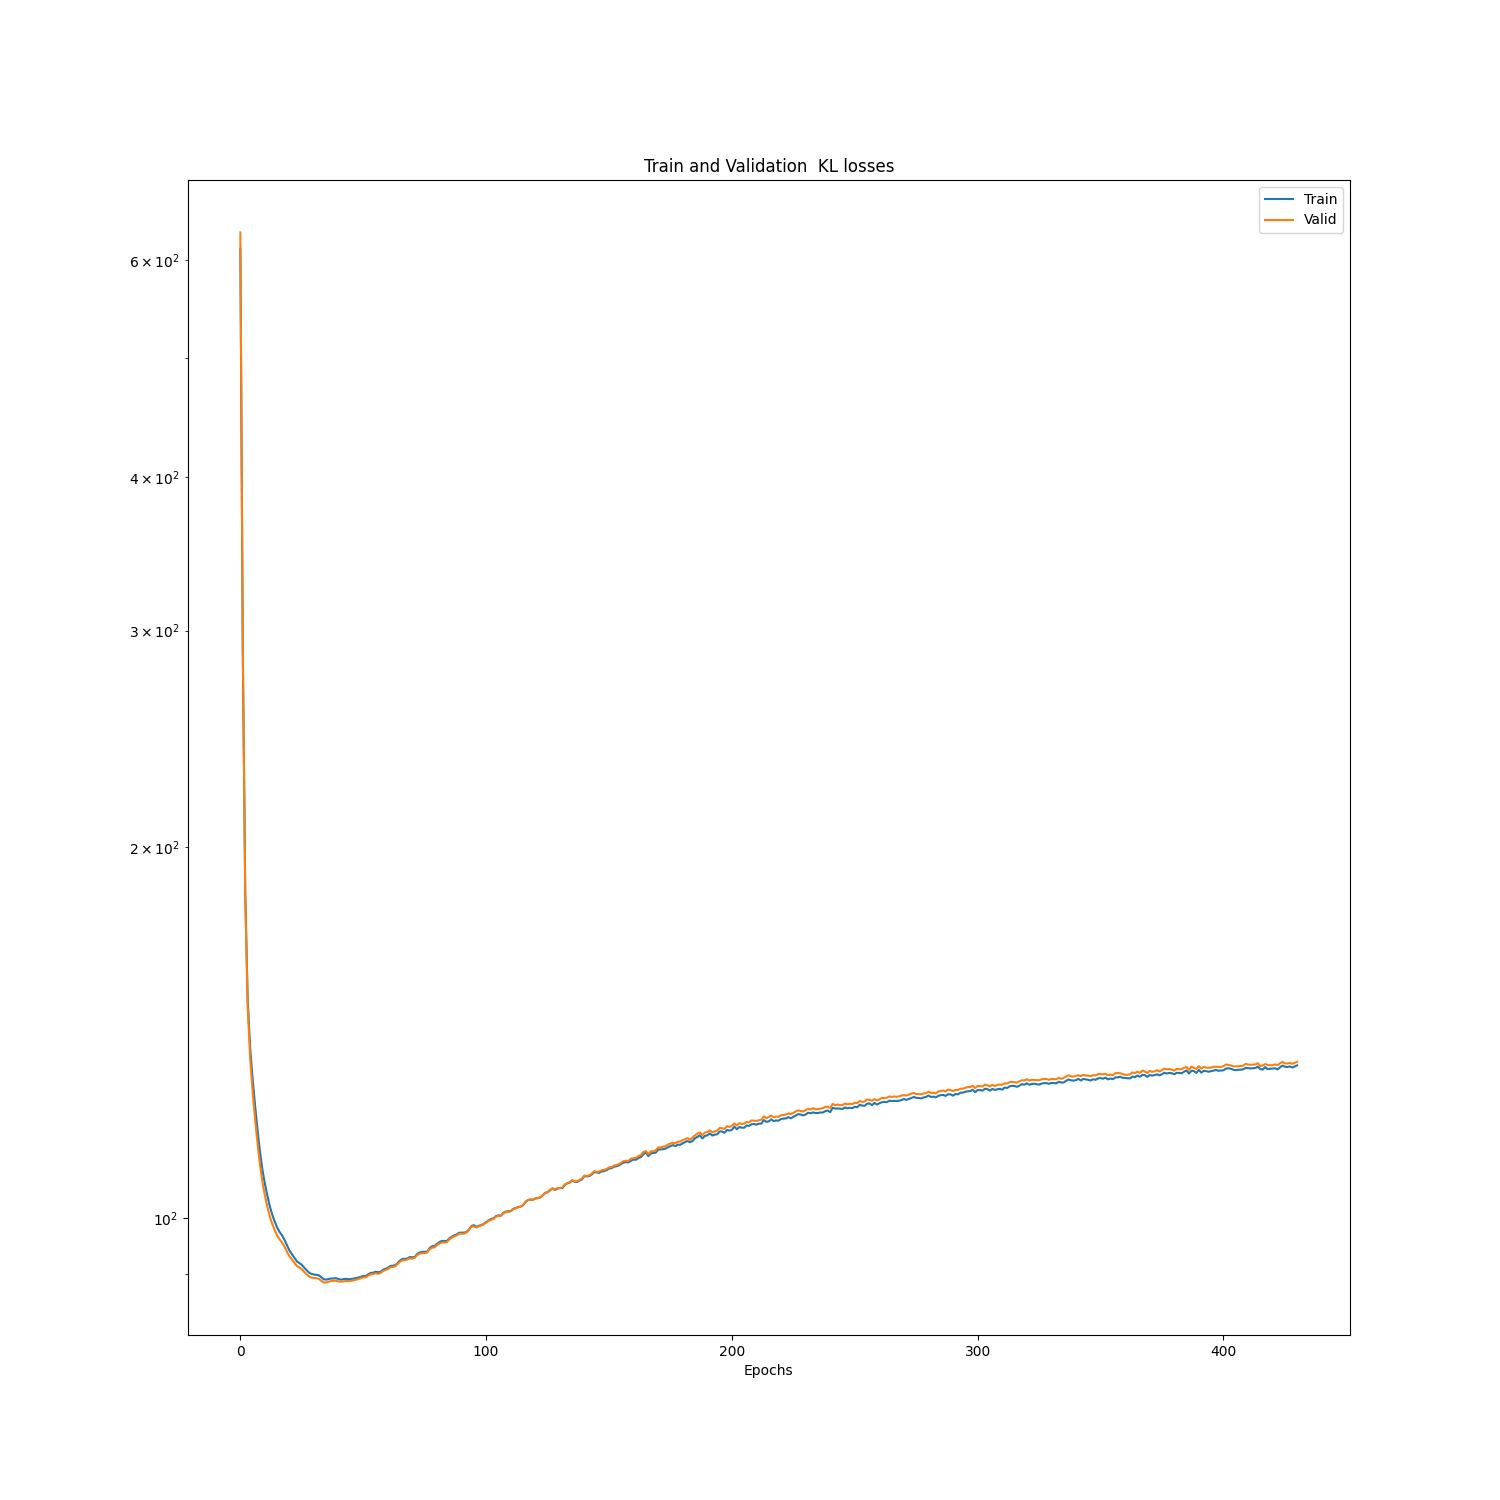 Train and Validation  KL losses
Train
Valid
6 × 10²
4 × 10²
3 × 10²
2 × 10²
10²
0 100 200 300 400
Epochs